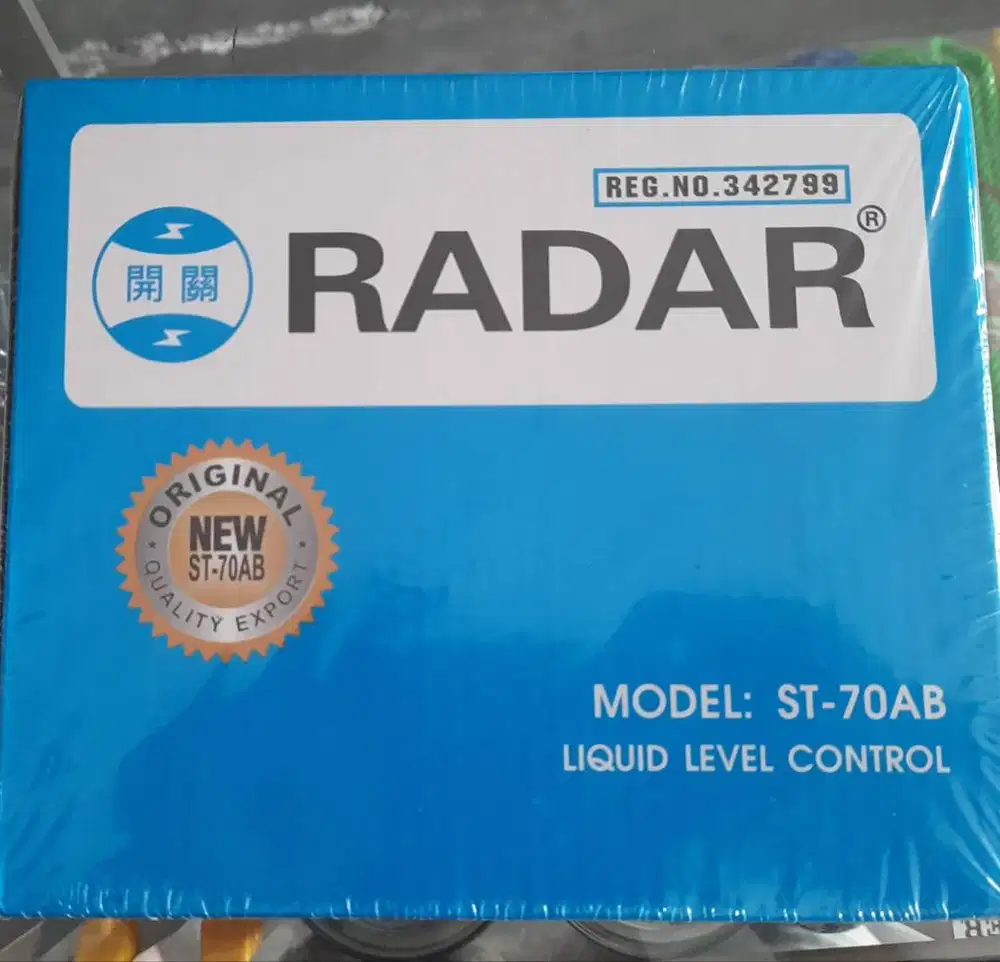 REG.NO.342799
開關
RADAR®
ORIGINAL
NEW
ST-70AB
QUALITY EXPORT
MODEL: ST-70AB
LIQUID LEVEL CONTROL